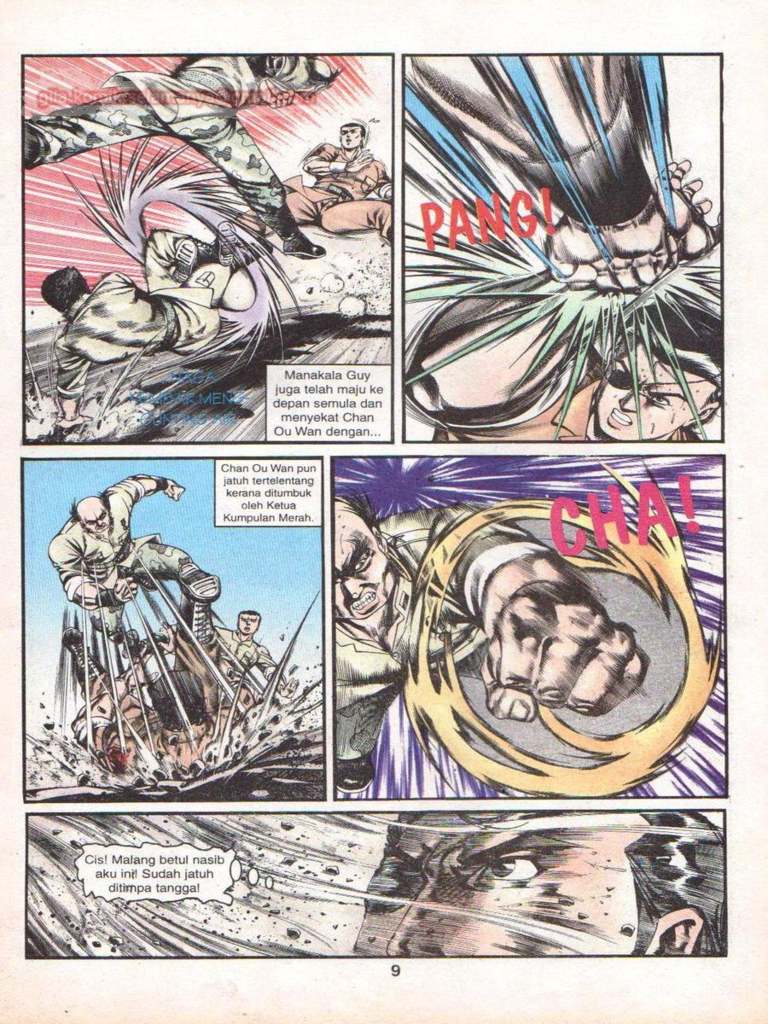 Manakala Guy
juga telah maju ke
depan semula dan
menyekat Chan
Ou Wan dengan...
PANG!
Chan Ou Wan pun
jatuh tertelentang
kerana ditumbuk
oleh Ketua
Kumpulan Merah.
CHA!
Cis! Malang betul nasib
aku ini! Sudah jatuh
ditimpa tangga!
9